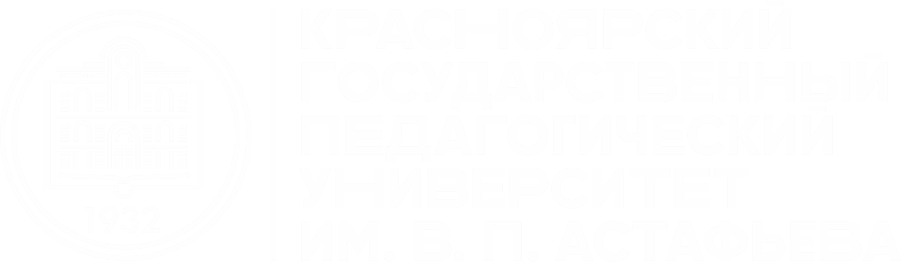 КРАСНОЯРСКИЙ
ГОСУДАРСТВЕННЫЙ
ПЕДАГОГИЧЕСКИЙ
УНИВЕРСИТЕТ
ИМ. В. П. АСТАФЬЕВА
1932